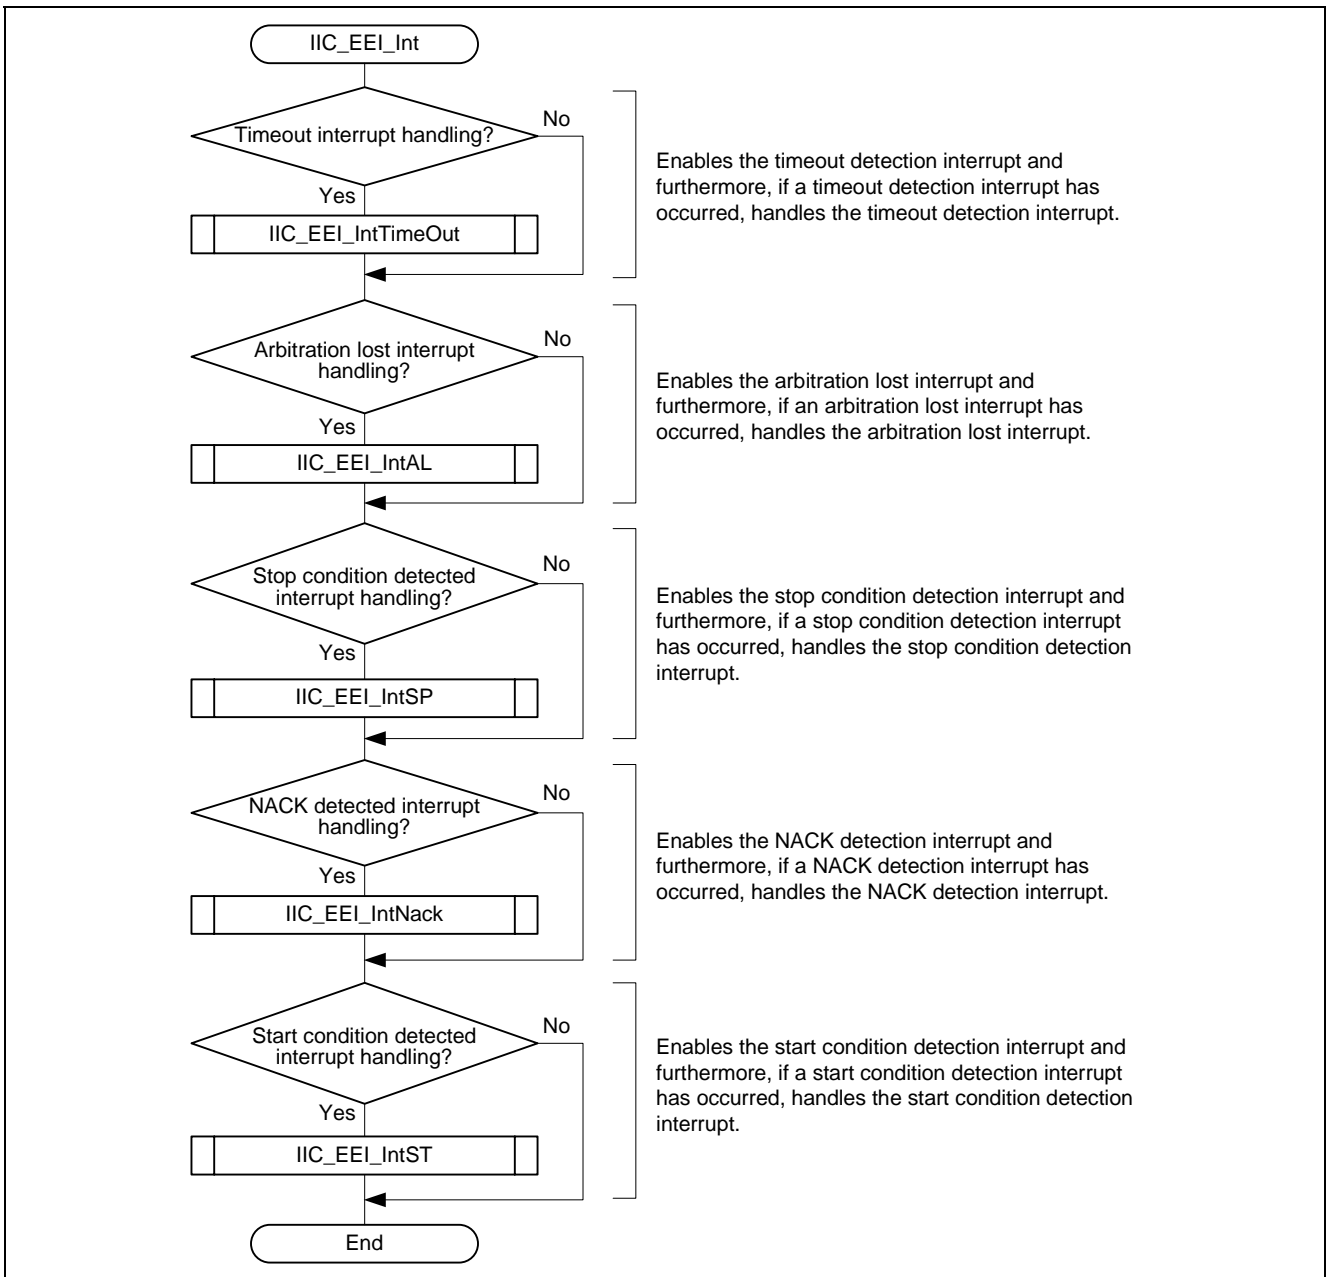 IIC_EEI_Int
Timeout interrupt handling?
No
Yes
IIC_EEI_IntTimeOut
Enables the timeout detection interrupt and
furthermore, if a timeout detection interrupt has
occurred, handles the timeout detection interrupt.
Arbitration lost interrupt
handling?
No
Yes
IIC_EEI_IntAL
Enables the arbitration lost interrupt and
furthermore, if an arbitration lost interrupt has
occurred, handles the arbitration lost interrupt.
Stop condition detected
interrupt handling?
No
Yes
IIC_EEI_IntSP
Enables the stop condition detection interrupt and
furthermore, if a stop condition detection interrupt
has occurred, handles the stop condition detection
interrupt.
NACK detected interrupt
handling?
No
Yes
IIC_EEI_IntNack
Enables the NACK detection interrupt and
furthermore, if a NACK detection interrupt has
occurred, handles the NACK detection interrupt.
Start condition detected
interrupt handling?
No
Yes
IIC_EEI_IntST
Enables the start condition detection interrupt and
furthermore, if a start condition detection interrupt
has occurred, handles the start condition detection
interrupt.
End